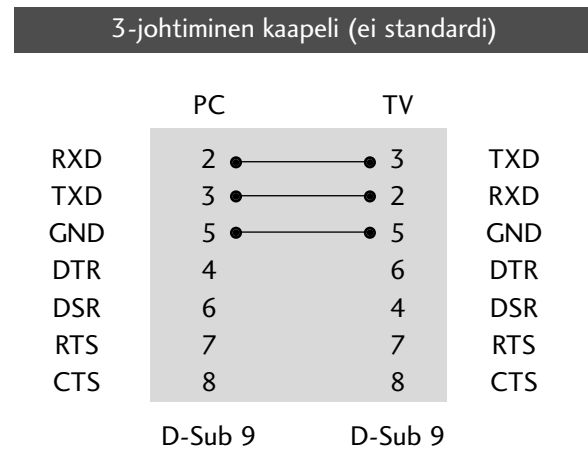 3-johtiminen kaapeli (ei standardi)
PC TV
RXD 2 3 TXD
TXD 3 2 RXD
GND 5 5 GND
DTR 4 6 DTR
DSR 6 4 DSR
RTS 7 7 RTS
CTS 8 8 CTS
D-Sub 9 D-Sub 9